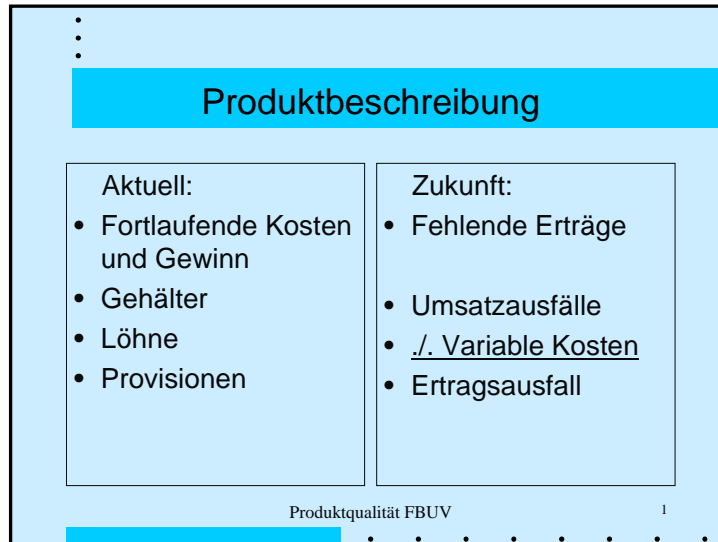 Produktbeschreibung
Aktuell:
• Fortlaufende Kosten
und Gewinn
• Gehälter
• Löhne
• Provisionen
Zukunft:
• Fehlende Erträge
• Umsatzausfälle
• ./. Variable Kosten
• Ertragsausfall
Produktqualität FBUV
1